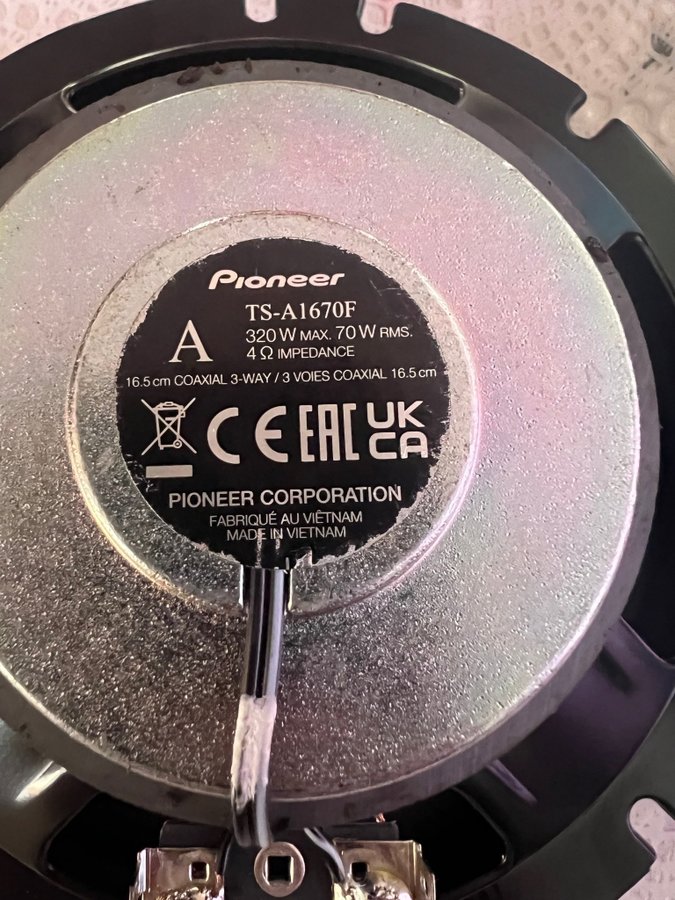 Pioneer
TS-A1670F
A
320 W MAX. 70 W RMS.
4 Ω IMPEDANCE
16.5 cm COAXIAL 3-WAY / 3 VOIES COAXIAL 16.5 cm
CE EAC UK CA
PIONEER CORPORATION
FABRIQUÉ AU VIÊTNAM
MADE IN VIETNAM